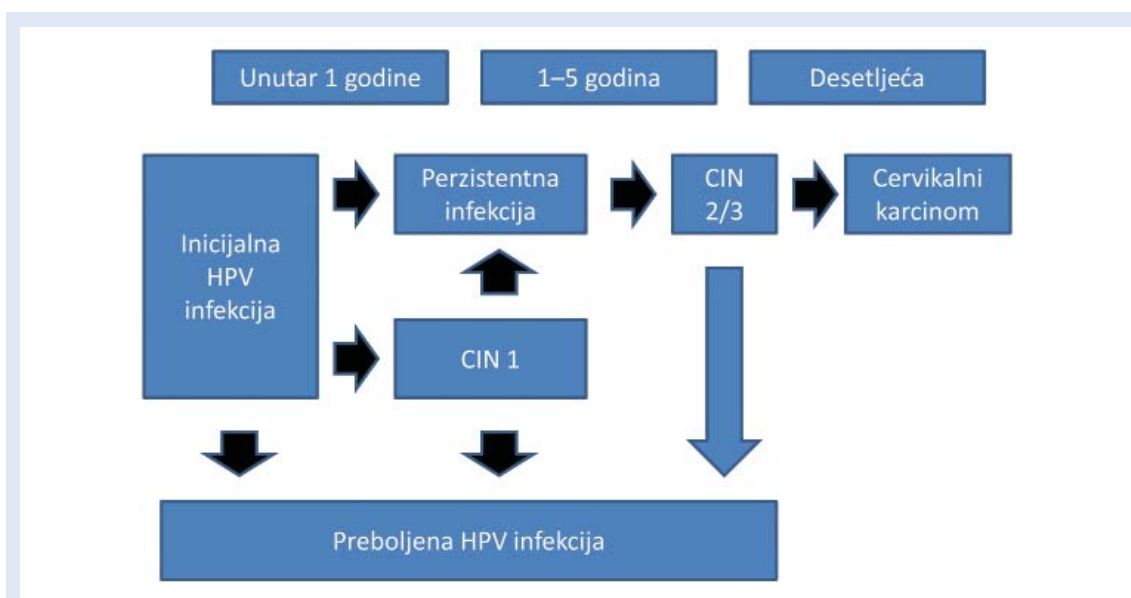 Unutar 1 godine
1–5 godina
Desetljeća
Inicijalna
HPV
infekcija
Perzistentna
infekcija
CIN
2/3
Cervikalni
karcinom
CIN 1
Preboljena HPV infekcija